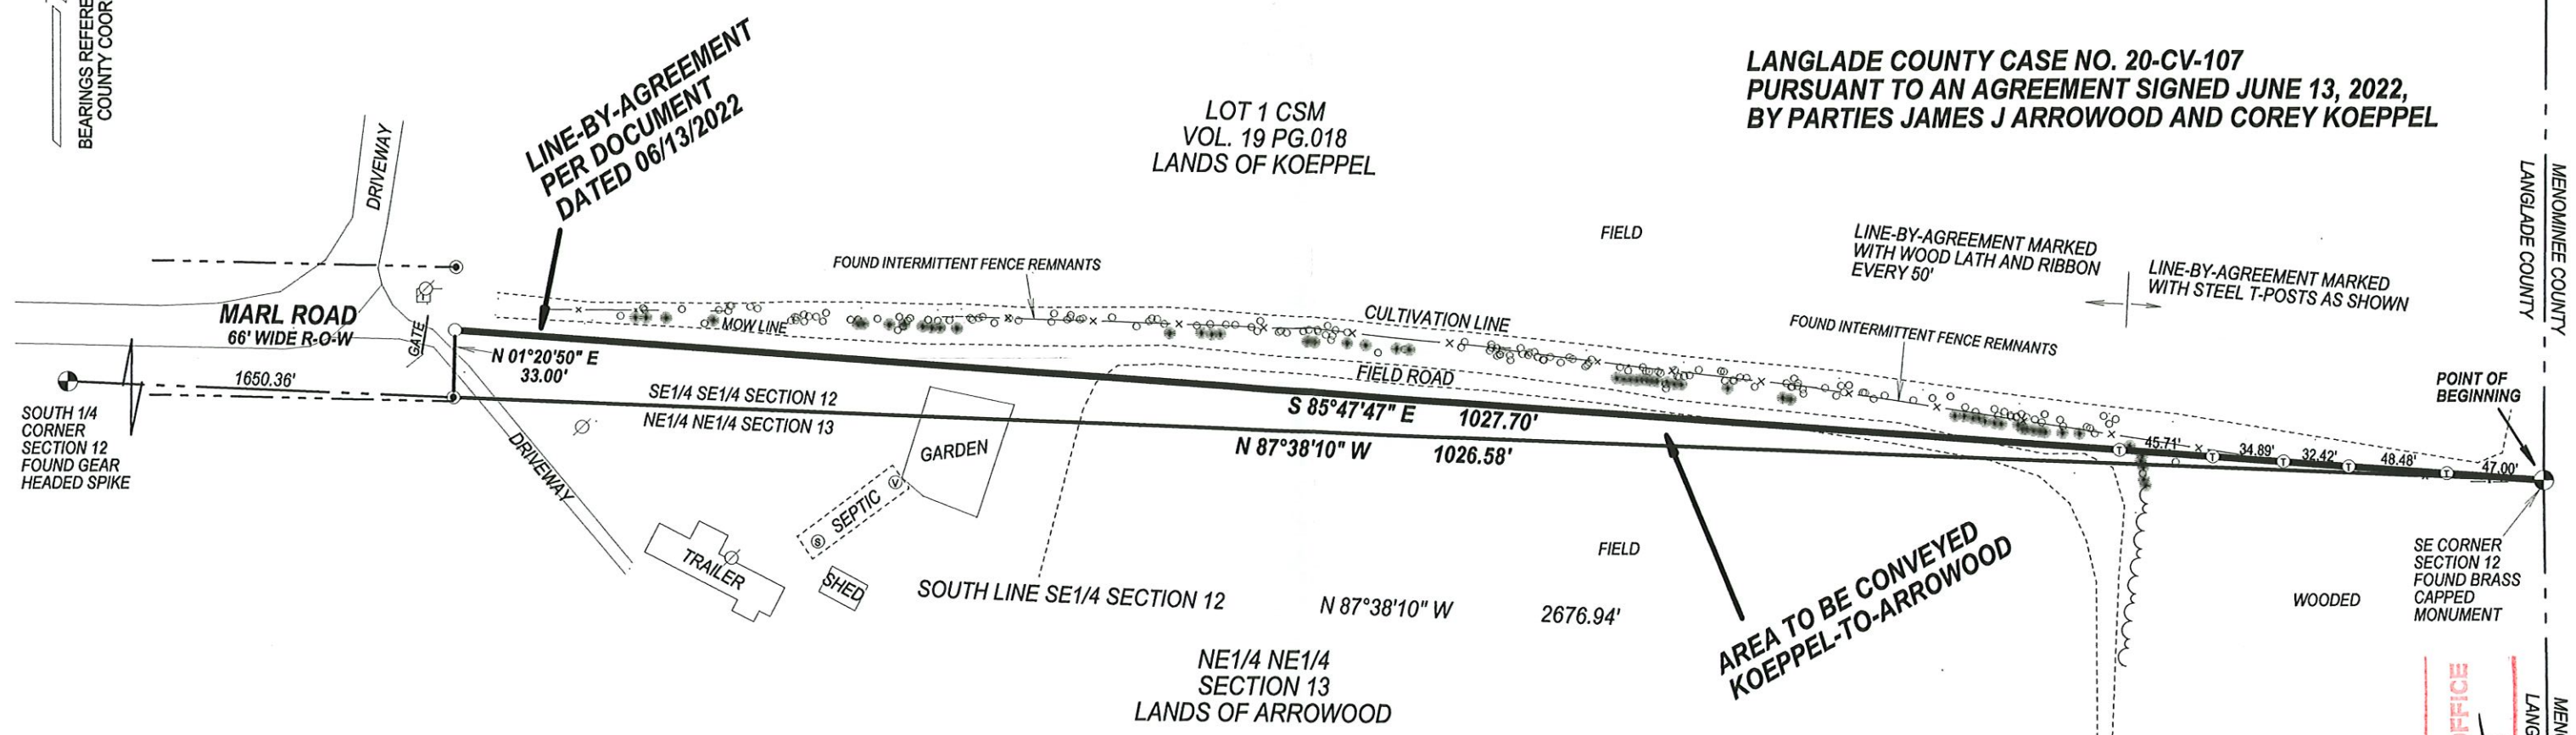 BEARINGS REFERE
COUNTY COOR
DRIVEWAY
LINE-BY-AGREEMENT
PER DOCUMENT
DATED 06/13/2022
LOT 1 CSM
VOL. 19 PG.018
LANDS OF KOEPPEL
LANGLADE COUNTY CASE NO. 20-CV-107
PURSUANT TO AN AGREEMENT SIGNED JUNE 13, 2022,
BY PARTIES JAMES J ARROWOOD AND COREY KOEPPEL
MENOMINEE COUNTY
LANGLADE COUNTY
FIELD
LINE-BY-AGREEMENT MARKED
WITH WOOD LATH AND RIBBON
EVERY 50'
LINE-BY-AGREEMENT MARKED
WITH STEEL T-POSTS AS SHOWN
FOUND INTERMITTENT FENCE REMNANTS
MARL ROAD
66' WIDE R-O-W
GATE
MOW LINE
CULTIVATION LINE
FOUND INTERMITTENT FENCE REMNANTS
N 01°20'50" E
33.00'
1650.36'
SOUTH 1/4
CORNER
SECTION 12
FOUND GEAR
HEADED SPIKE
SE1/4 SE1/4 SECTION 12
NE1/4 NE1/4 SECTION 13
FIELD ROAD
S 85°47'47" E 1027.70'
N 87°38'10" W 1026.58'
POINT OF
BEGINNING
45.71'
34.89'
32.42'
48.48'
47.00'
T
T
T
T
T
DRIVEWAY
GARDEN
SEPTIC
V
S
TRAILER
SHED
FIELD
AREA TO BE CONVEYED
KOEPPEL-TO-ARROWOOD
SE CORNER
SECTION 12
FOUND BRASS
CAPPED
MONUMENT
WOODED
SOUTH LINE SE1/4 SECTION 12 N 87°38'10" W 2676.94'
NE1/4 NE1/4
SECTION 13
LANDS OF ARROWOOD
FFICE
MEN
LANG